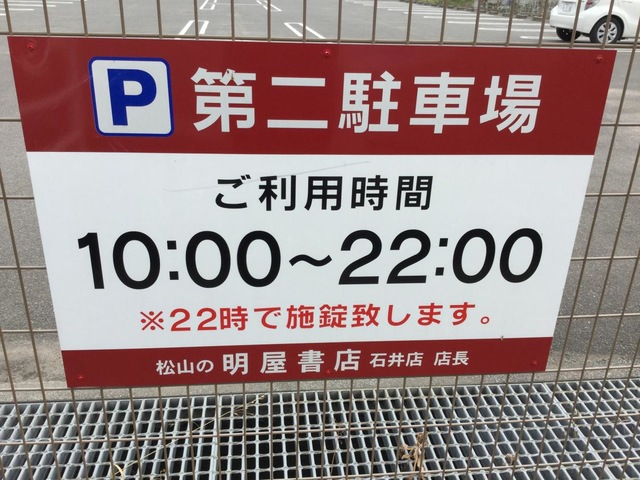 P 第二駐車場
ご利用時間
10:00～22:00
※22時で施錠致します。
松山の 明屋書店 石井店 店長